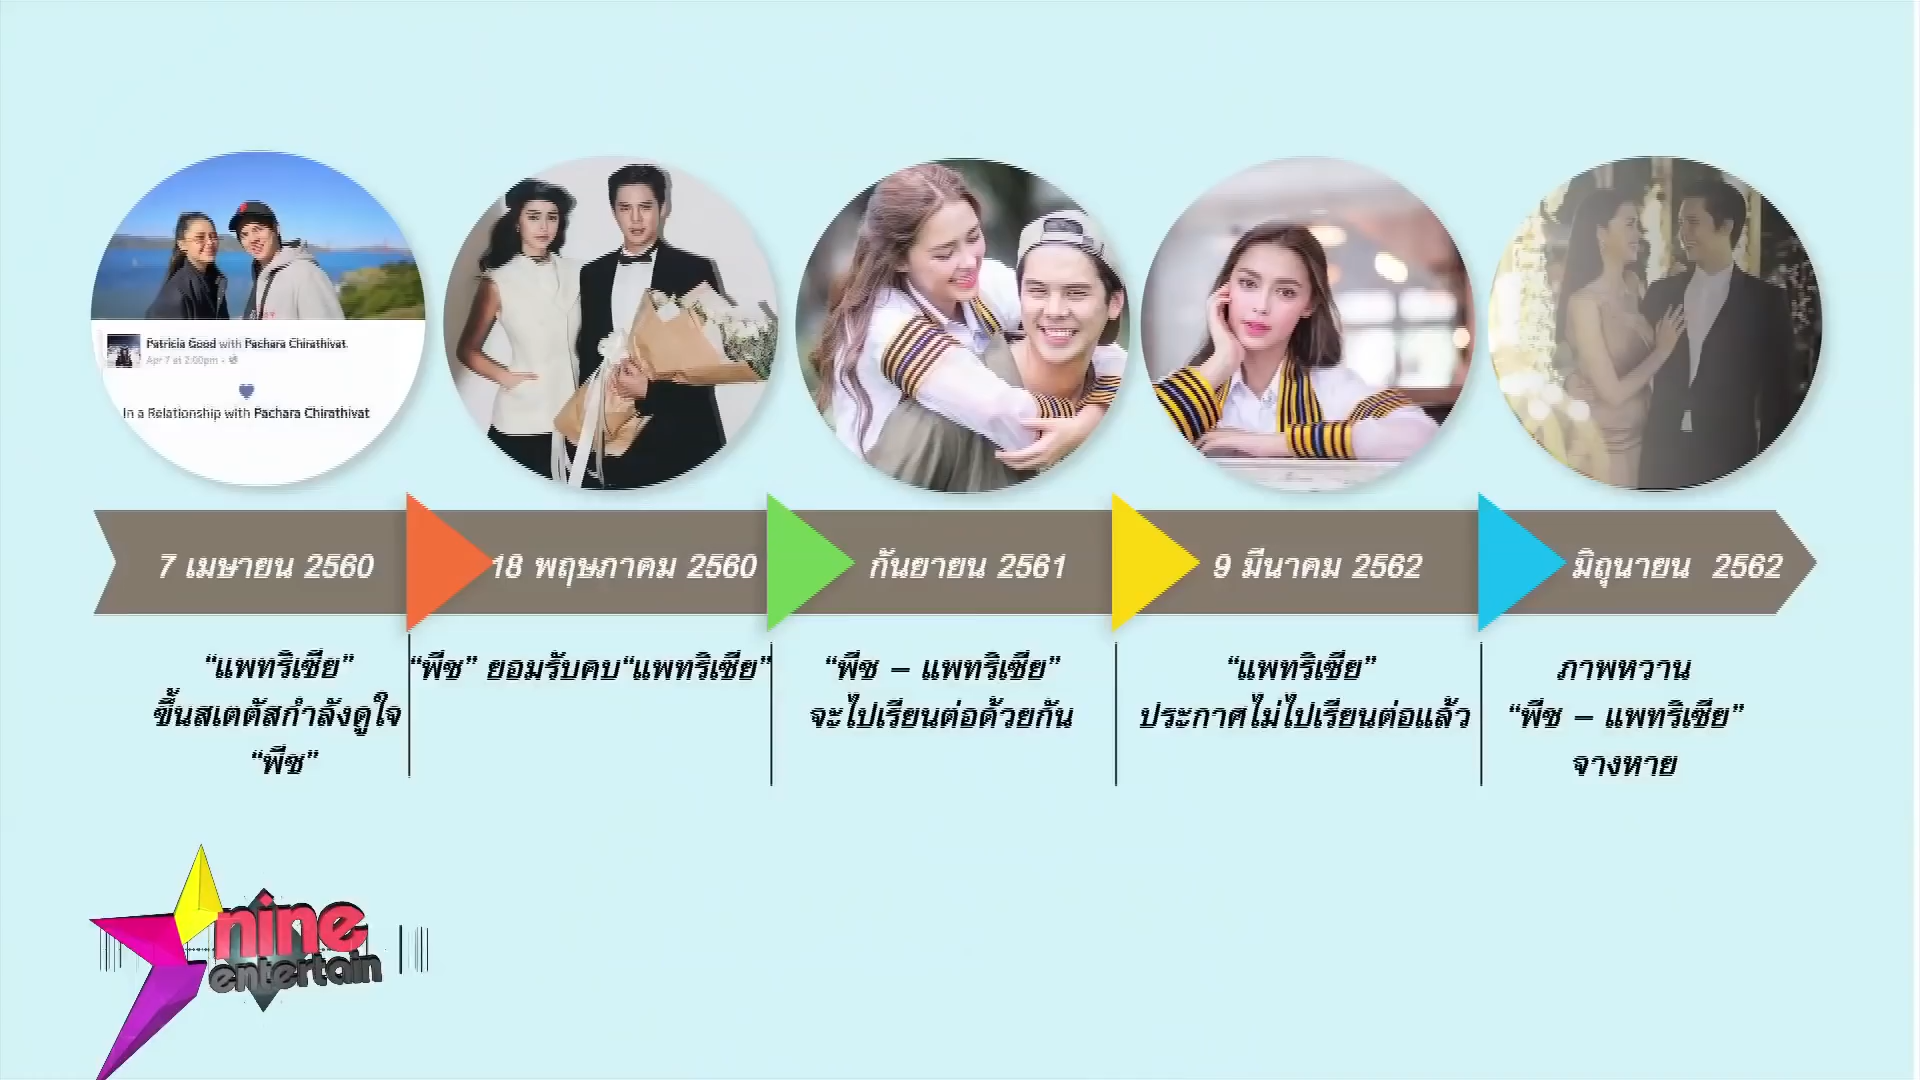 Patricia Good with Pachara Chirathivat.
Apr 7 at 2:00pm
In a Relationship with Pachara Chirathivat
7 เมษายน 2560
18 พฤษภาคม 2560
กันยายน 2561
9 มีนาคม 2562
มิถุนายน 2562
“แพทริเซีย”
ขึ้นสเตตัสกำลังดูใจ
“พีช”
“พีช” ยอมรับคบ“แพทริเซีย”
“พีช – แพทริเซีย”
จะไปเรียนต่อด้วยกัน
“แพทริเซีย”
ประกาศไม่ไปเรียนต่อแล้ว
ภาพหวาน
“พีช – แพทริเซีย”
จางหาย
nine
entertain